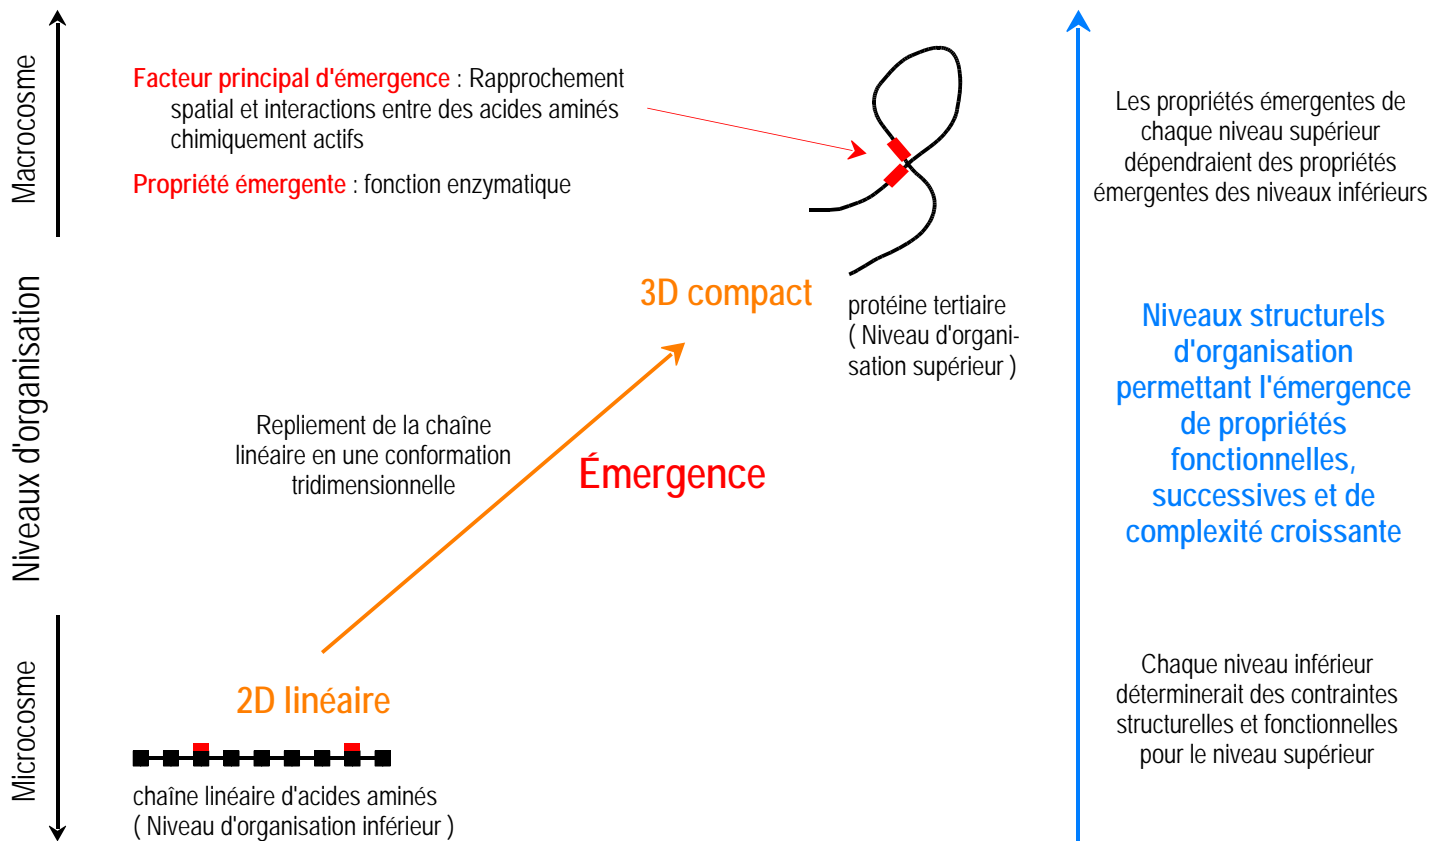 Macrocosme
Niveaux d'organisation
Microcosme
Facteur principal d'émergence : Rapprochement
spatial et interactions entre des acides aminés
chimiquement actifs
Propriété émergente : fonction enzymatique
3D compact
protéine tertiaire
( Niveau d'organi-
sation supérieur )
Repliement de la chaîne
linéaire en une conformation
tridimensionnelle
Émergence
2D linéaire
chaîne linéaire d'acides aminés
( Niveau d'organisation inférieur )
Les propriétés émergentes de
chaque niveau supérieur
dépendraient des propriétés
émergentes des niveaux inférieurs
Niveaux structurels
d'organisation
permettant l'émergence
de propriétés
fonctionnelles,
successives et de
complexité croissante
Chaque niveau inférieur
déterminerait des contraintes
structurelles et fonctionnelles
pour le niveau supérieur